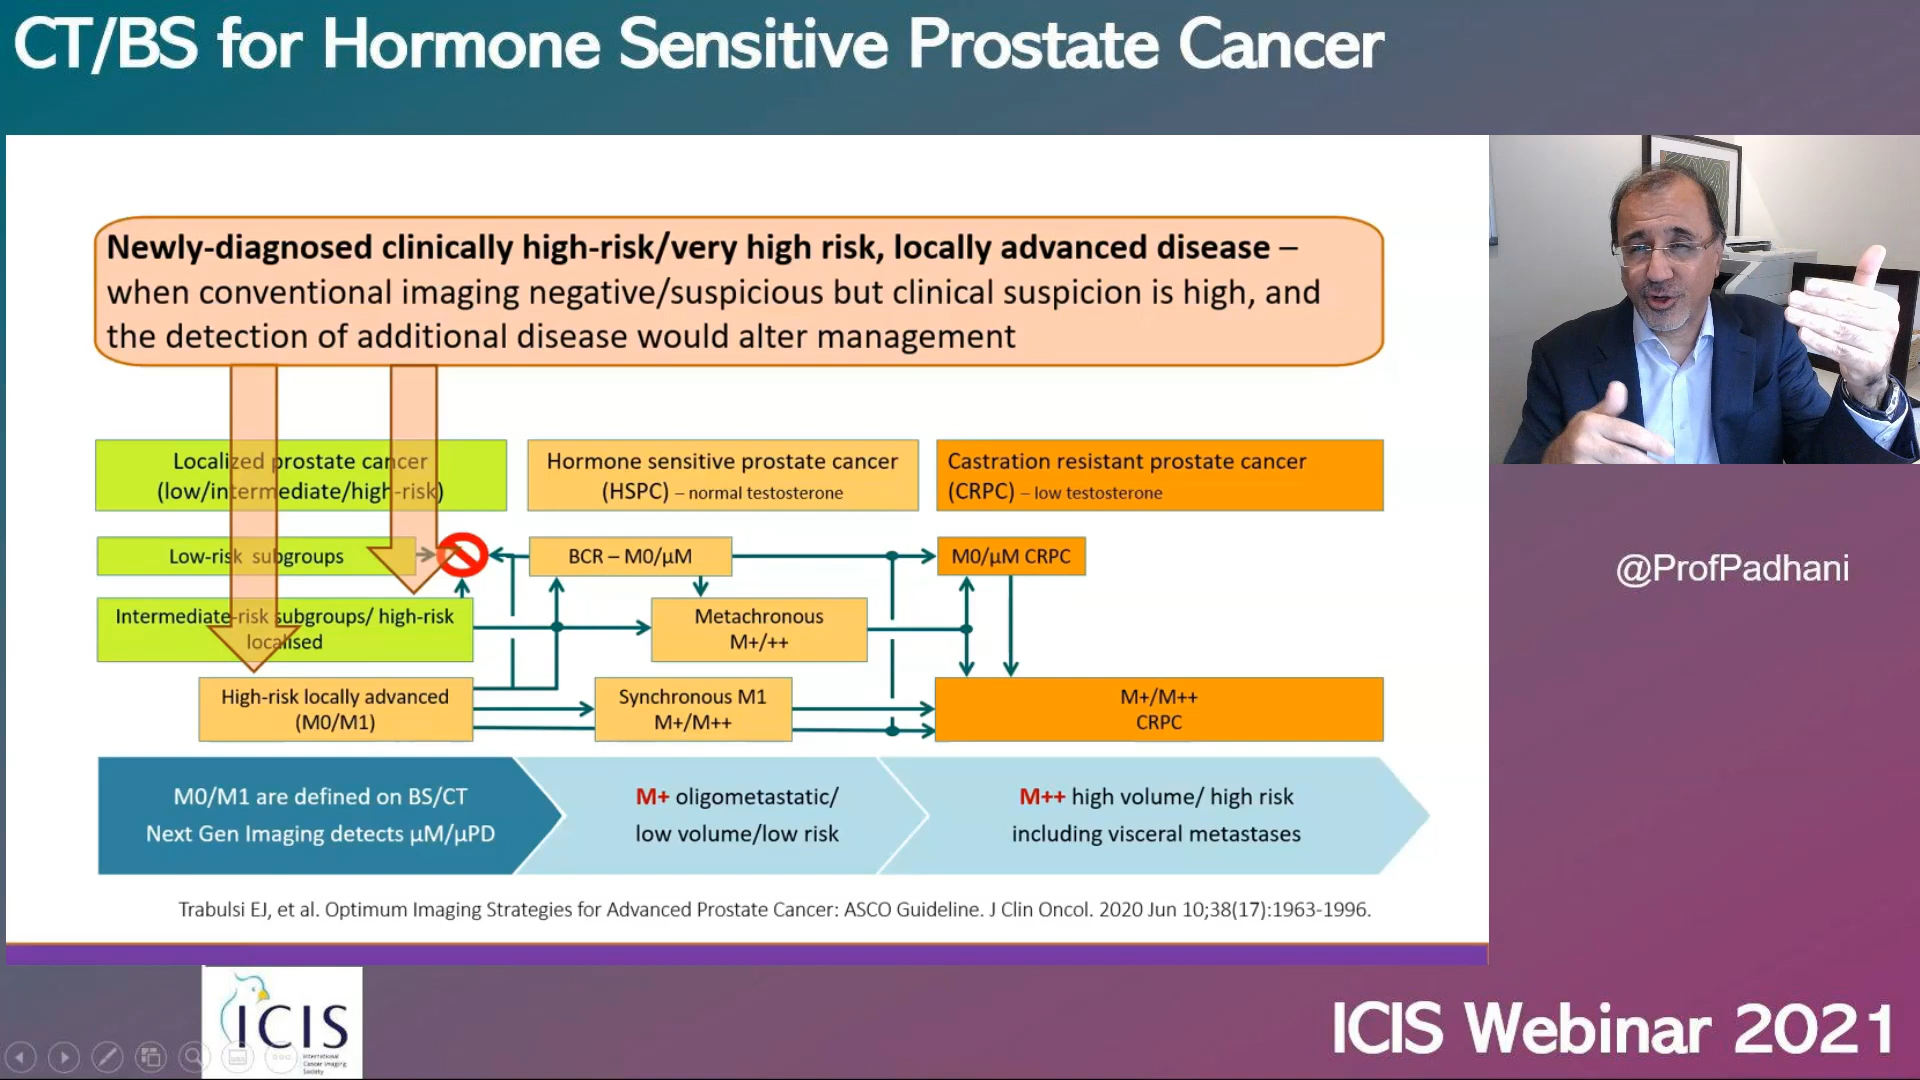 CT/BS for Hormone Sensitive Prostate Cancer
Newly-diagnosed clinically high-risk/very high risk, locally advanced disease –
when conventional imaging negative/suspicious but clinical suspicion is high, and
the detection of additional disease would alter management
Localized prostate cancer
(low/intermediate/high-risk)
Hormone sensitive prostate cancer
(HSPC) – normal testosterone
Castration resistant prostate cancer
(CRPC) – low testosterone
Low-risk subgroups
BCR – M0/µM
M0/µM CRPC
Intermediate-risk subgroups/ high-risk
localised
Metachronous
M+/++
High-risk locally advanced
(M0/M1)
Synchronous M1
M+/M++
M+/M++
CRPC
M0/M1 are defined on BS/CT
Next Gen Imaging detects µM/µPD
M+ oligometastatic/
low volume/low risk
M++ high volume/ high risk
including visceral metastases
Trabulsi EJ, et al. Optimum Imaging Strategies for Advanced Prostate Cancer: ASCO Guideline. J Clin Oncol. 2020 Jun 10;38(17):1963-1996.
@ProfPadhani
ICIS
International
Cancer Imaging
Society
ICIS Webinar 2021